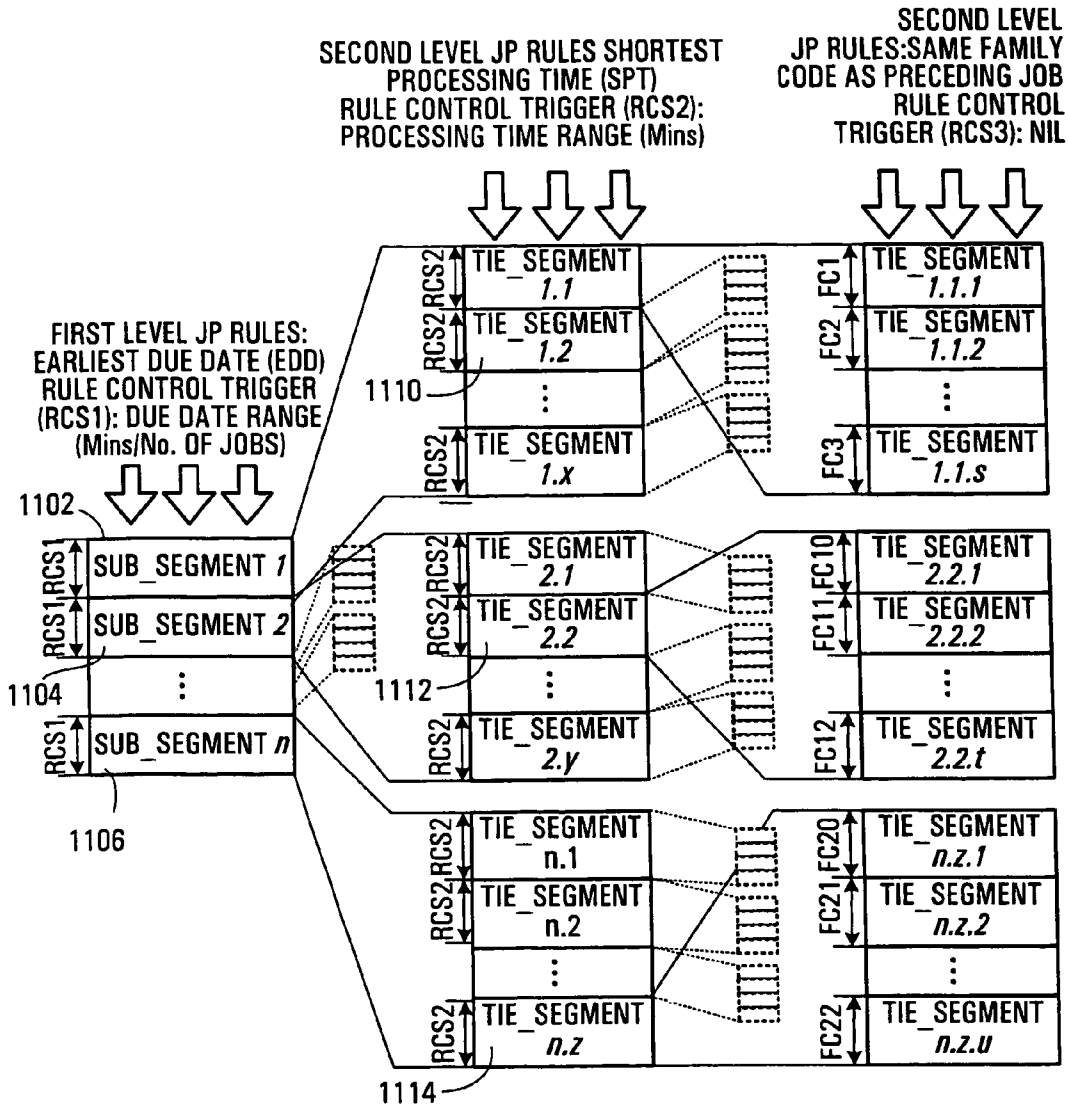 SECOND LEVEL JP RULES SHORTEST
PROCESSING TIME (SPT)
RULE CONTROL TRIGGER (RCS2):
PROCESSING TIME RANGE (Mins)
SECOND LEVEL
JP RULES:SAME FAMILY
CODE AS PRECEDING JOB
RULE CONTROL
TRIGGER (RCS3): NIL
FIRST LEVEL JP RULES:
EARLIEST DUE DATE (EDD)
RULE CONTROL TRIGGER
(RCS1): DUE DATE RANGE
(Mins/No. OF JOBS)
1102
RCS1
SUB_SEGMENT 1
RCS1
SUB_SEGMENT 2
1104
⋮
RCS1
SUB_SEGMENT n
1106
RCS2
TIE_SEGMENT
1.1
RCS2
TIE_SEGMENT
1.2
1110
⋮
RCS2
TIE_SEGMENT
1.x
FC1
TIE_SEGMENT
1.1.1
FC2
TIE_SEGMENT
1.1.2
⋮
FC3
TIE_SEGMENT
1.1.s
RCS2
TIE_SEGMENT
2.1
RCS2
TIE_SEGMENT
2.2
1112
⋮
RCS2
TIE_SEGMENT
2.y
FC10
TIE_SEGMENT
2.2.1
FC11
TIE_SEGMENT
2.2.2
⋮
FC12
TIE_SEGMENT
2.2.t
RCS2
TIE_SEGMENT
n.1
RCS2
TIE_SEGMENT
n.2
⋮
RCS2
TIE_SEGMENT
n.z
1114
FC20
TIE_SEGMENT
n.z.1
FC21
TIE_SEGMENT
n.z.2
⋮
FC22
TIE_SEGMENT
n.z.u